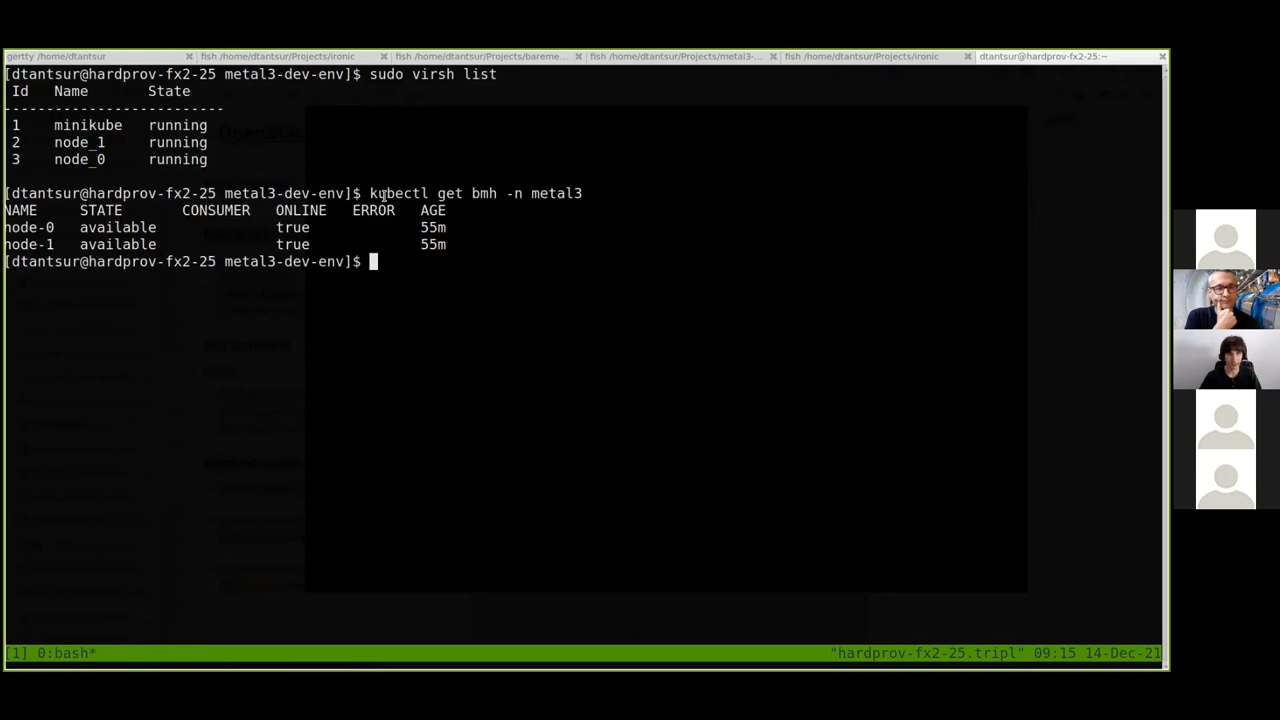 gertty /home/dtantsur fish /home/dtantsur/Projects/ironic fish /home/dtantsur/Projects/bareme... fish /home/dtantsur/Projects/metal3-... fish /home/dtantsur/Projects/ironic dtantsur@hardprov-fx2-25:~
[dtantsur@hardprov-fx2-25 metal3-dev-env]$ sudo virsh list
Id Name State
--------------------------
1 minikube running
2 node_1 running
3 node_0 running
[dtantsur@hardprov-fx2-25 metal3-dev-env]$ kubectl get bmh -n metal3
NAME STATE CONSUMER ONLINE ERROR AGE
node-0 available true 55m
node-1 available true 55m
[dtantsur@hardprov-fx2-25 metal3-dev-env]$
[1] 0:bash* "hardprov-fx2-25.tripl" 09:15 14-Dec-21